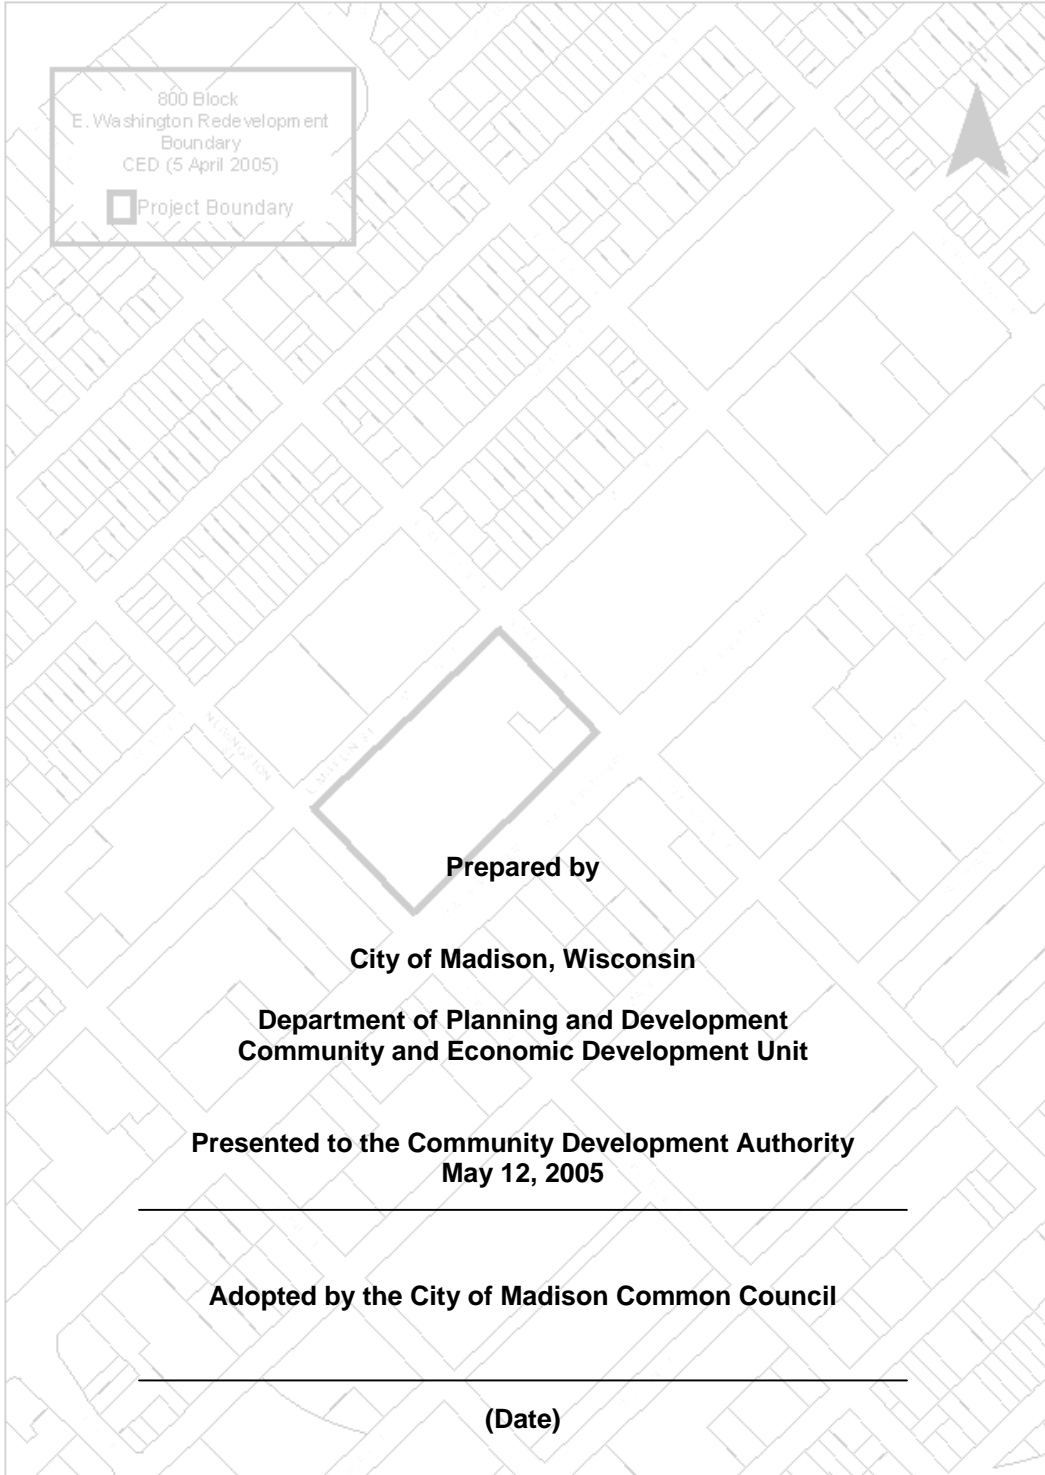 800 Block
E. Washington Redevelopment
Boundary
CED (5 April 2005)
Project Boundary
Prepared by
City of Madison, Wisconsin
Department of Planning and Development
Community and Economic Development Unit
Presented to the Community Development Authority
May 12, 2005
Adopted by the City of Madison Common Council
(Date)